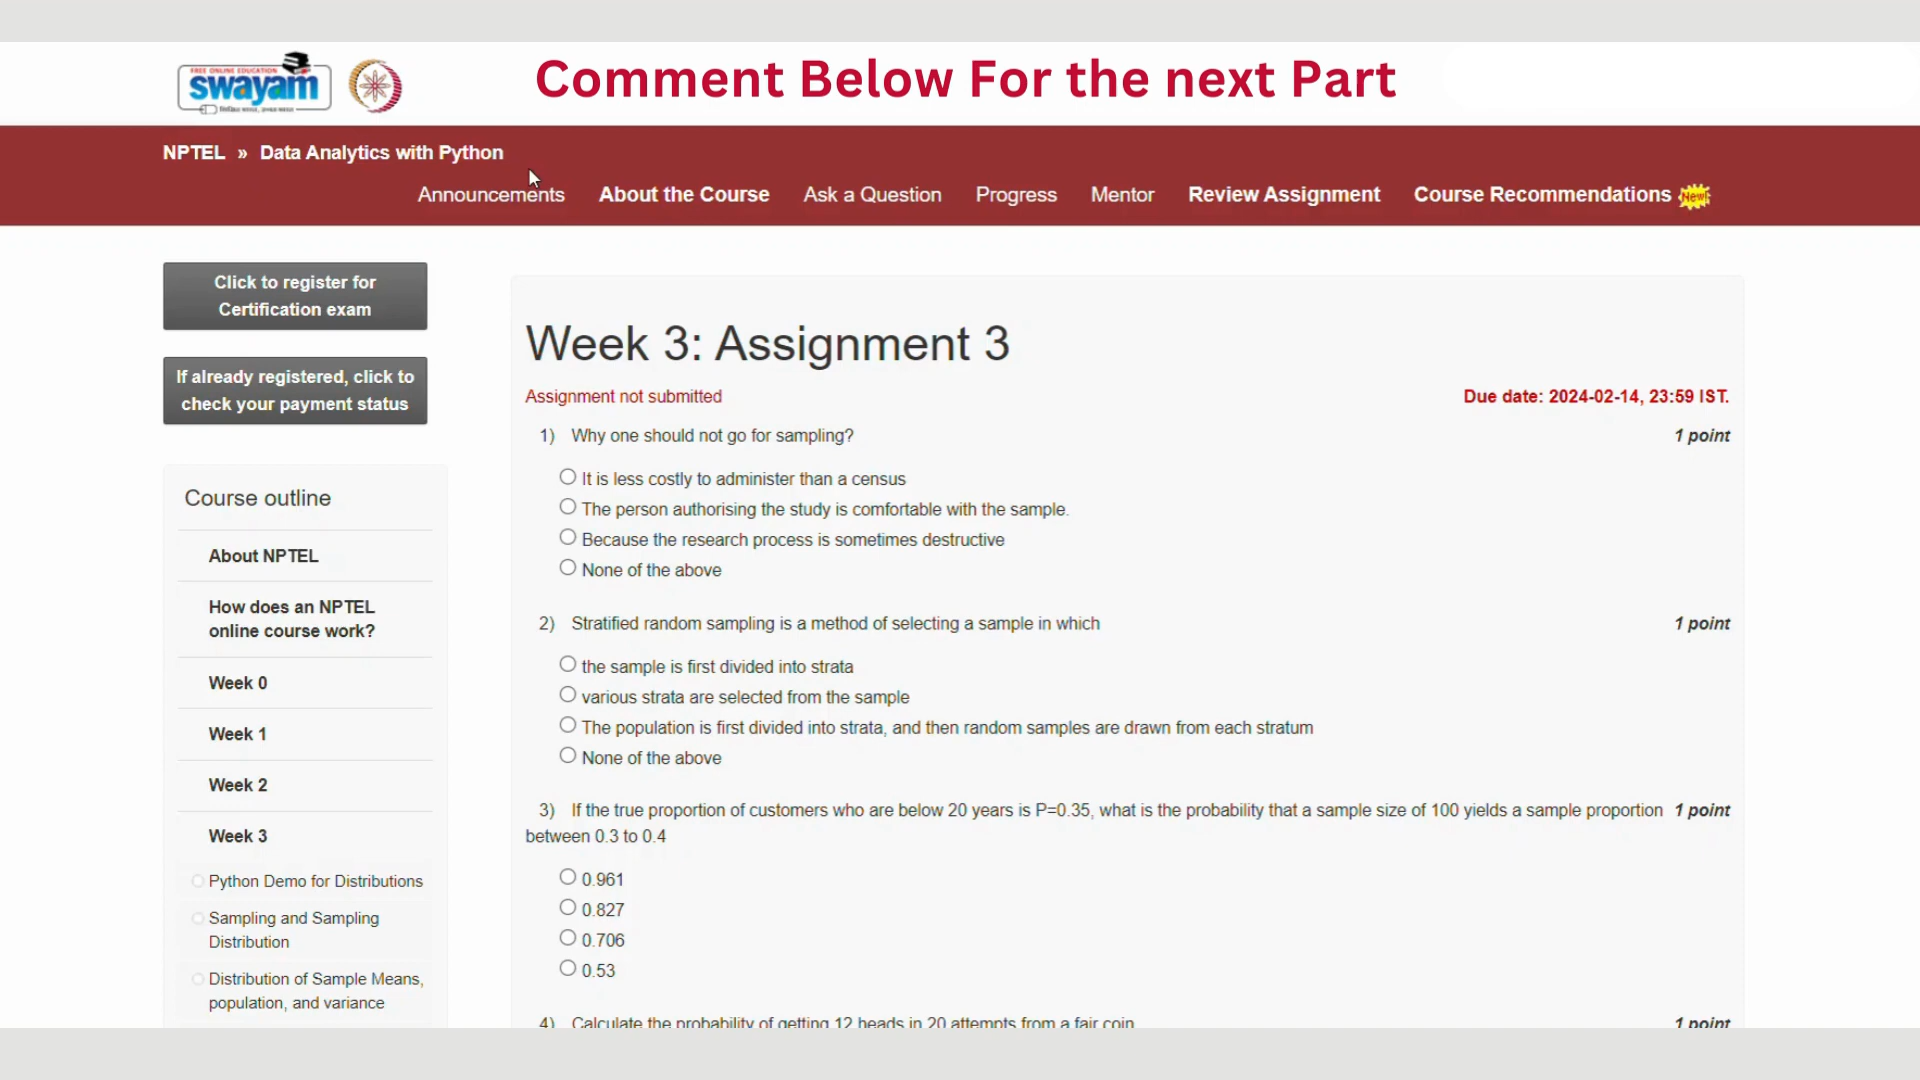 FREE ONLINE EDUCATION
swayam
Comment Below For the next Part
NPTEL » Data Analytics with Python
Announcements About the Course Ask a Question Progress Mentor Review Assignment Course Recommendations New!
Click to register for
Certification exam
If already registered, click to
check your payment status
Course outline
About NPTEL
How does an NPTEL
online course work?
Week 0
Week 1
Week 2
Week 3
Python Demo for Distributions
Sampling and Sampling
Distribution
Distribution of Sample Means,
population, and variance
Week 3: Assignment 3
Assignment not submitted Due date: 2024-02-14, 23:59 IST.
1) Why one should not go for sampling? 1 point
It is less costly to administer than a census
The person authorising the study is comfortable with the sample.
Because the research process is sometimes destructive
None of the above
2) Stratified random sampling is a method of selecting a sample in which 1 point
the sample is first divided into strata
various strata are selected from the sample
The population is first divided into strata, and then random samples are drawn from each stratum
None of the above
3) If the true proportion of customers who are below 20 years is P=0.35, what is the probability that a sample size of 100 yields a sample proportion 1 point
between 0.3 to 0.4
0.961
0.827
0.706
0.53
4) Calculate the probability of getting 12 heads in 20 attempts from a fair coin 1 point